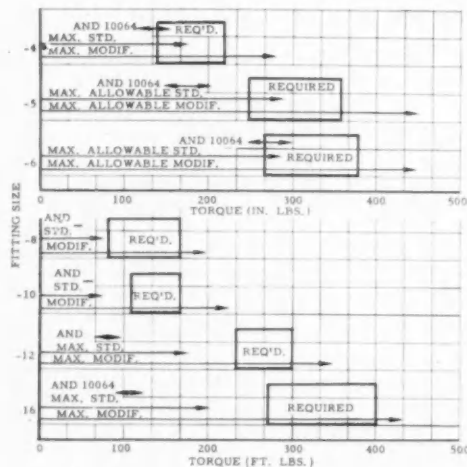 AND 10064
REQ'D.
-4
MAX. STD.
MAX. MODIF.
AND 10064
REQUIRED
MAX. ALLOWABLE STD.
-5
MAX. ALLOWABLE MODIF.
AND 10064
MAX. ALLOWABLE STD.
REQUIRED
-6
MAX. ALLOWABLE MODIF.
0 100 200 300 400 500
TORQUE (IN. LBS.)
FITTING SIZE
AND
STD.
REQ'D.
-8
MODIF.
AND
STD.
REQ'D.
-10
MODIF.
AND
MAX. STD.
REQ'D.
-12
MAX. MODIF.
AND 10064
MAX. STD.
REQUIRED
16
MAX. MODIF.
0 100 200 300 400 500
TORQUE (FT. LBS.)